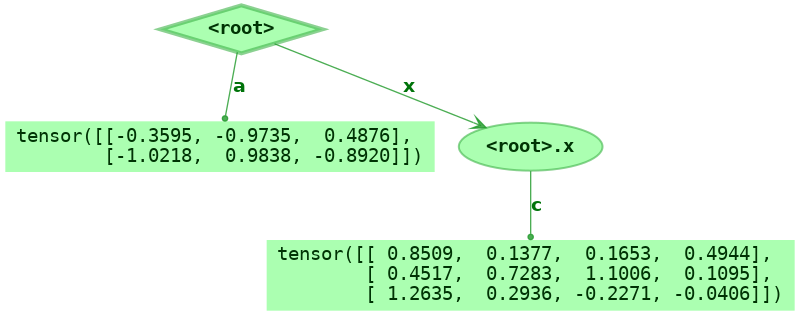 <root>
a
x
tensor([[-0.3595, -0.9735,  0.4876],
        [-1.0218,  0.9838, -0.8920]])
<root>.x
c
tensor([[ 0.8509,  0.1377,  0.1653,  0.4944],
        [ 0.4517,  0.7283,  1.1006,  0.1095],
        [ 1.2635,  0.2936, -0.2271, -0.0406]])